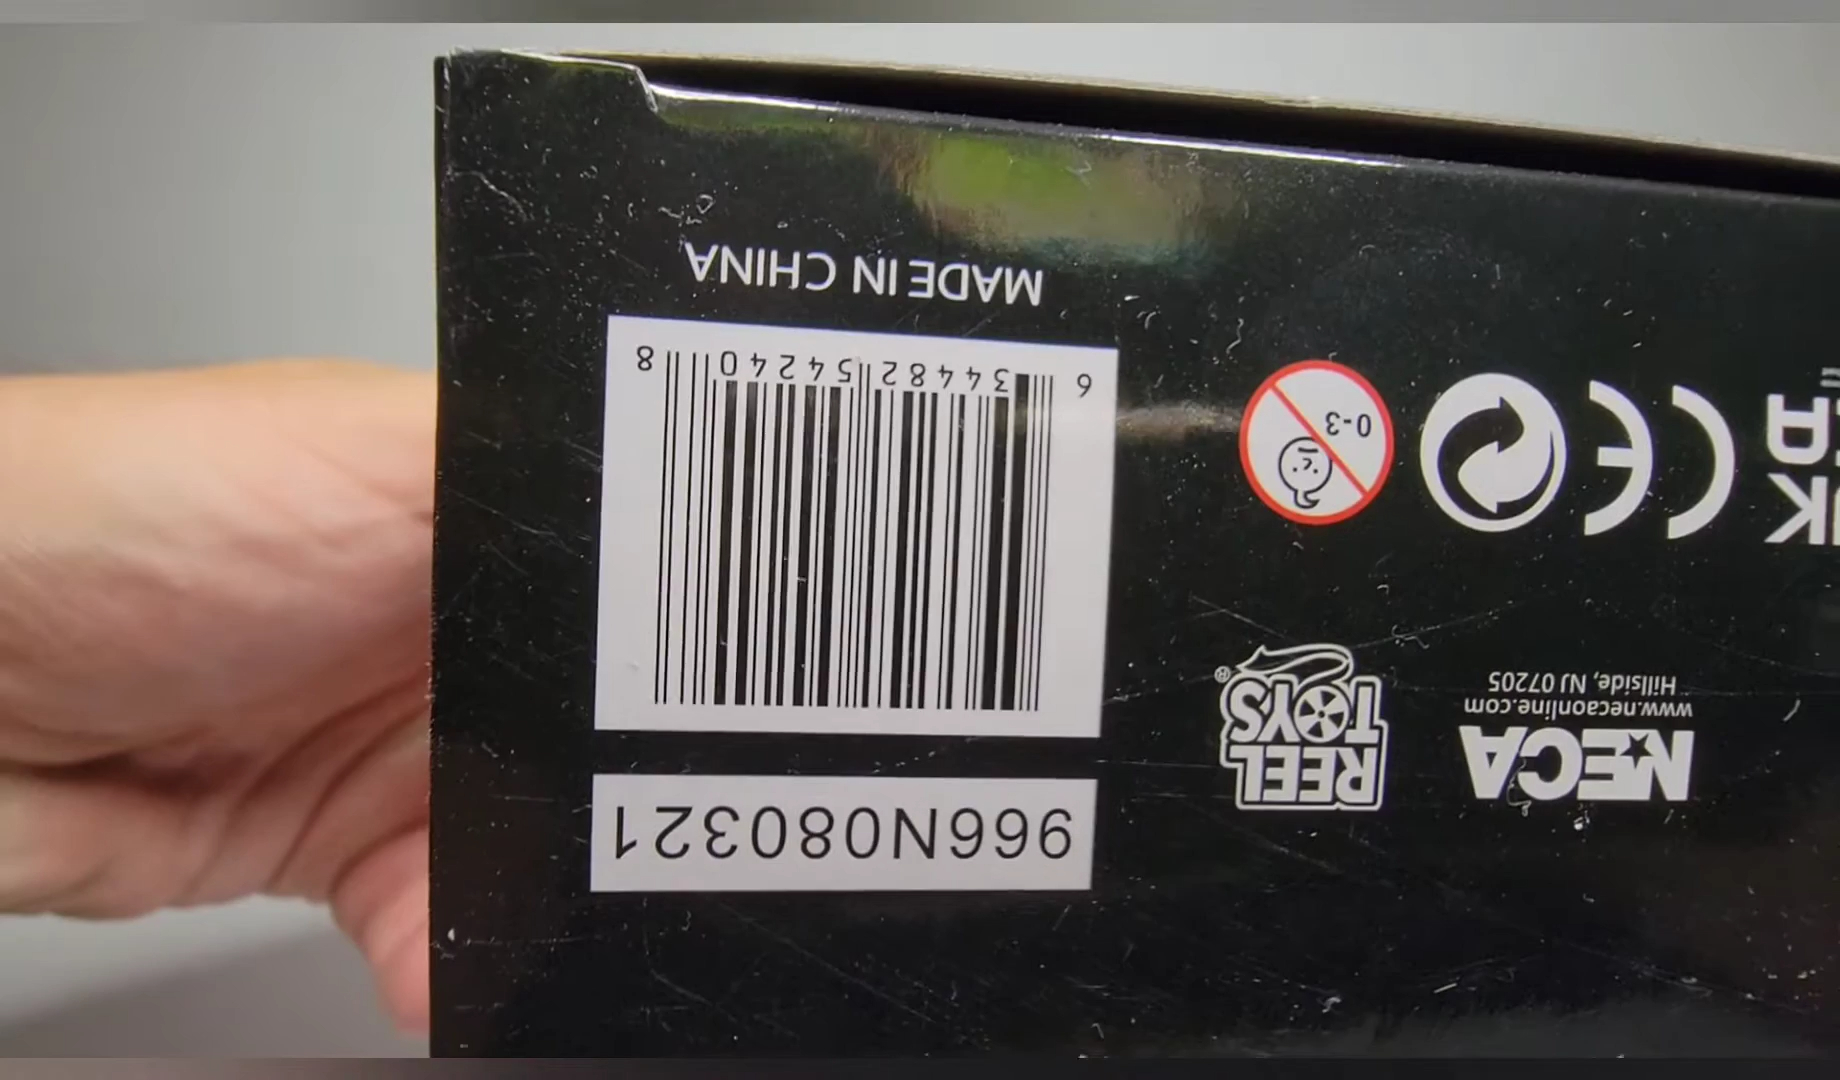 NECA
www.necaonline.com
Hillside, NJ 07205
REEL
TOYS®
CE
0-3
966N080321
6 34482 54240 8
MADE IN CHINA